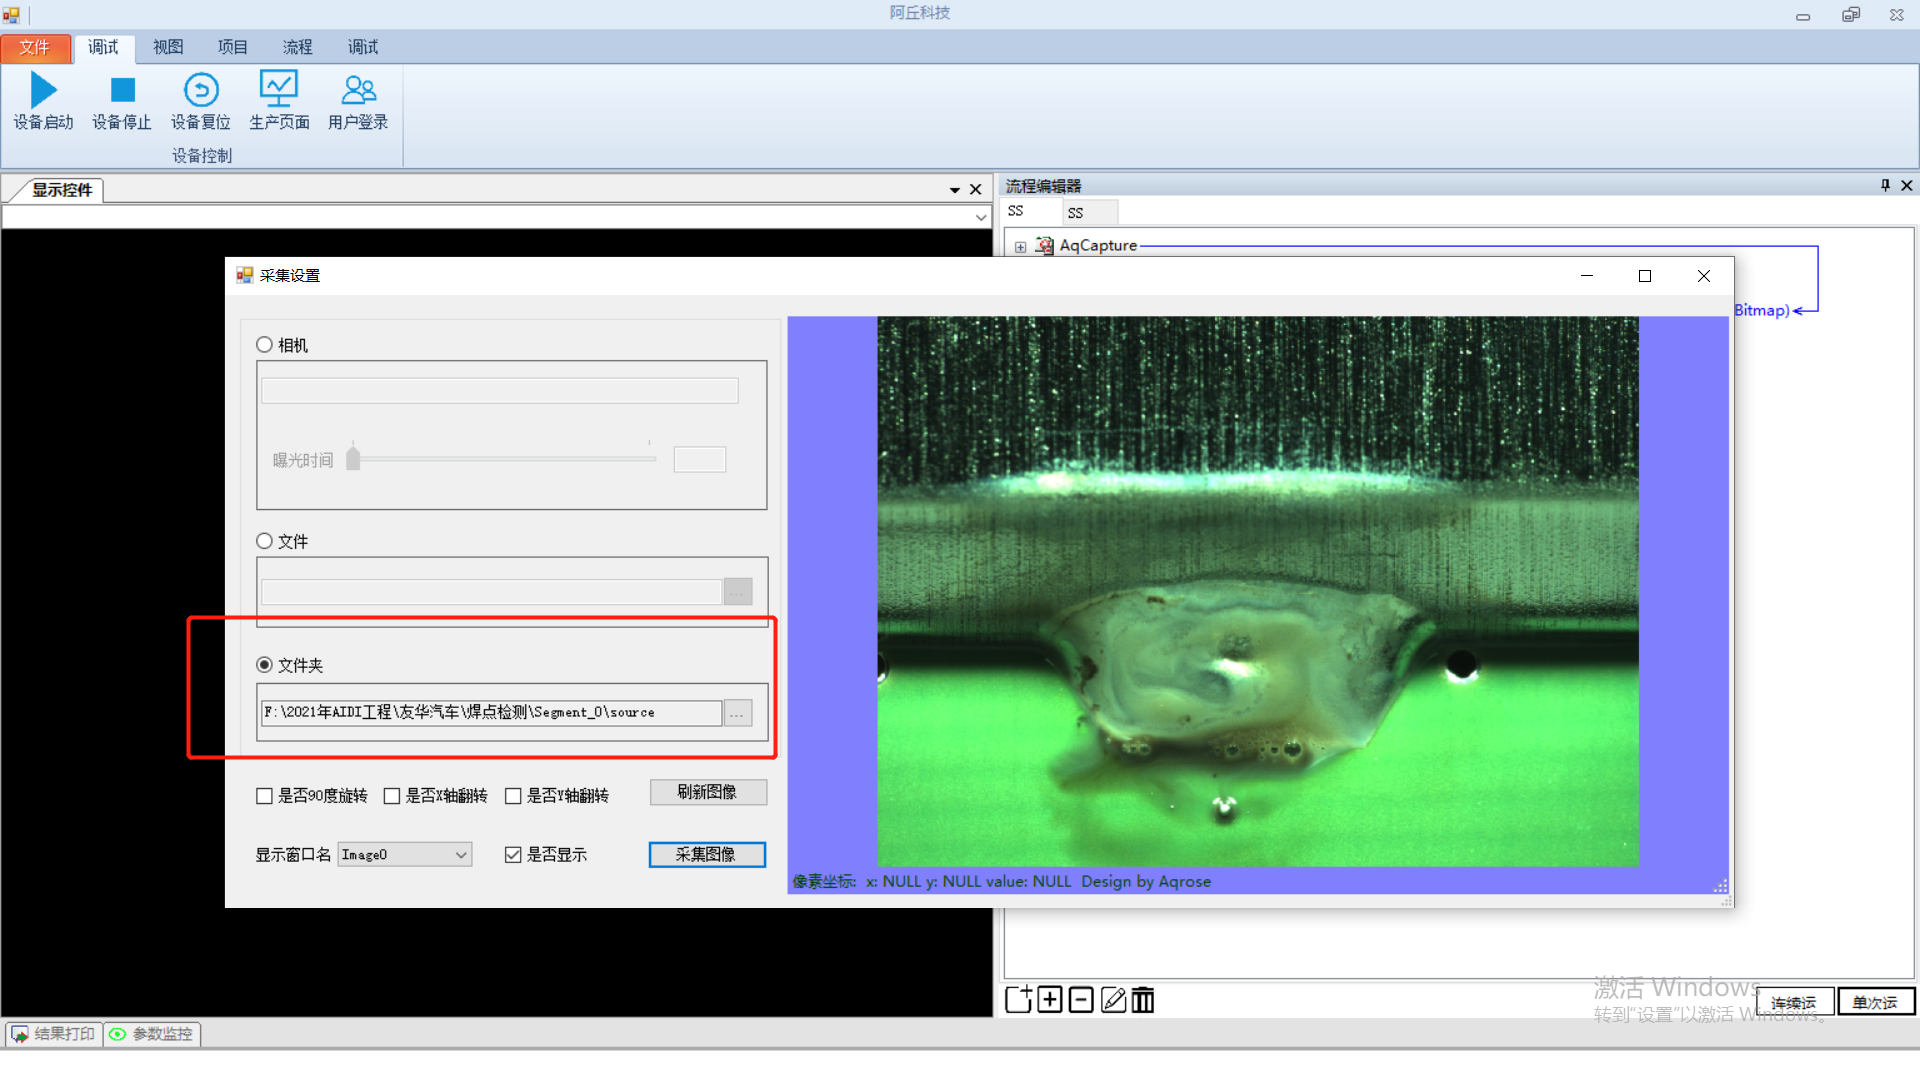 阿丘科技
文件 调试 视图 项目 流程 调试
设备启动 设备停止 设备复位 生产页面 用户登录
设备控制
显示控件
流程编辑器
SS SS
AqCapture
Bitmap)
采集设置
相机
曝光时间
文件
...
文件夹
F:\2021年AIDI工程\友华汽车\焊点检测\Segment_0\source ...
是否90度旋转 是否X轴翻转 是否Y轴翻转 刷新图像
显示窗口名 Image0 是否显示 采集图像
像素坐标: x: NULL y: NULL value: NULL Design by Aqrose
激活 Windows
转到“设置”以激活 Windows。
连续运 单次运
结果打印 参数监控